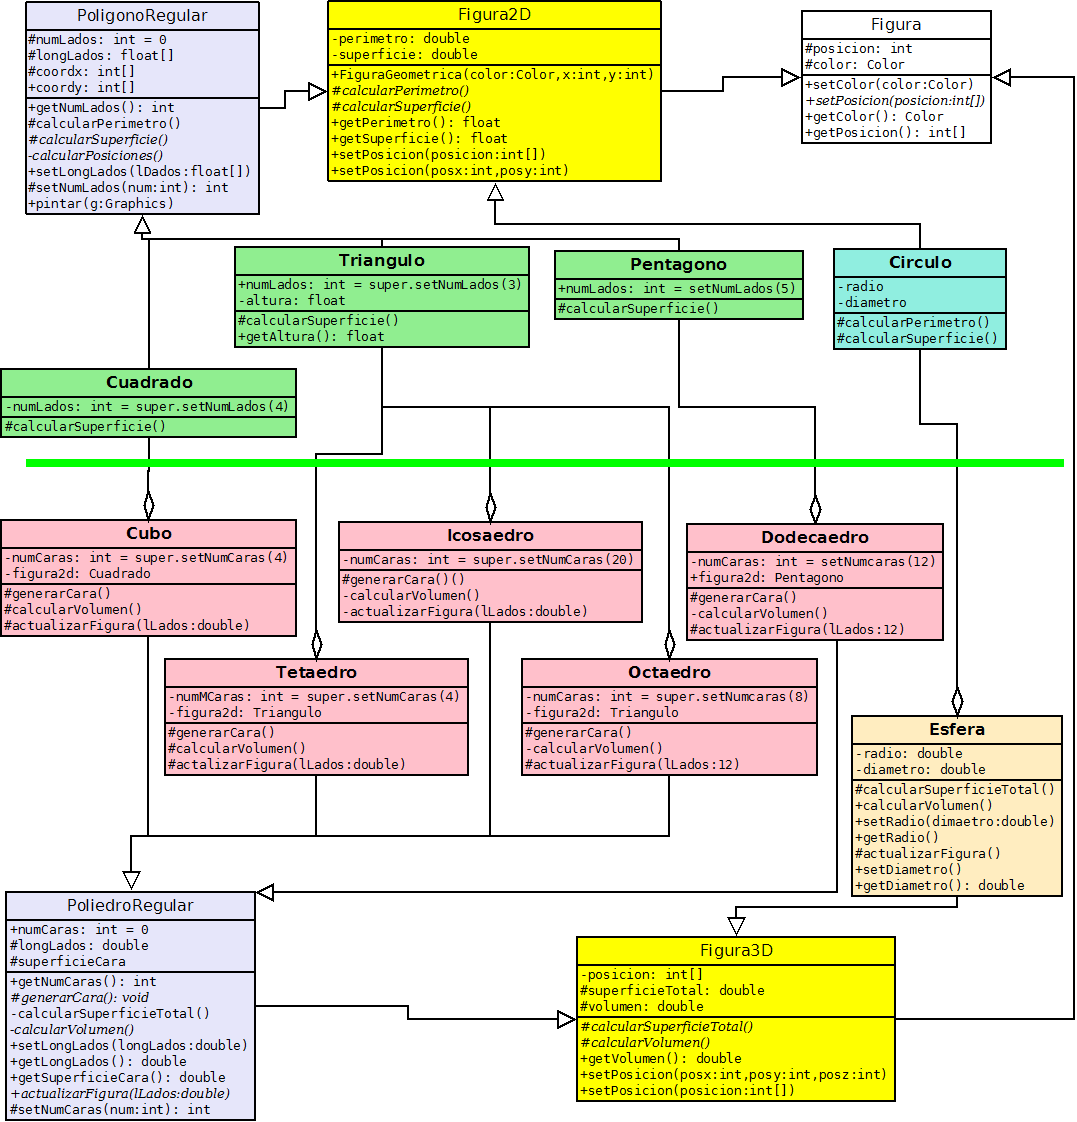 PoligonoRegular
#numLados: int = 0
#longLados: float[]
#coordx: int[]
+coordy: int[]
+getNumLados(): int
#calcularPerimetro()
#calcularSuperficie()
-calcularPosiciones()
+setLongLados(lDados:float[])
#setNumLados(num:int): int
+pintar(g:Graphics)
Figura2D
-perimetro: double
-superficie: double
+FiguraGeometrica(color:Color,x:int,y:int)
#calcularPerimetro()
#calcularSuperficie()
+getPerimetro(): float
+getSuperficie(): float
+setPosicion(posicion:int[])
+setPosicion(posx:int,posy:int)
Figura
#posicion: int
#color: Color
+setColor(color:Color)
+setPosicion(posicion:int[])
+getColor(): Color
+getPosicion(): int[]
Triangulo
+numLados: int = super.setNumLados(3)
-altura: float
#calcularSuperficie()
+getAltura(): float
Pentagono
+numLados: int = setNumLados(5)
#calcularSuperficie()
Circulo
-radio
-diametro
#calcularPerimetro()
#calcularSuperficie()
Cuadrado
-numLados: int = super.setNumLados(4)
#calcularSuperficie()
Cubo
-numCaras: int = super.setNumCaras(4)
-figura2d: Cuadrado
#generarCara()
#calcularVolumen()
#actualizarFigura(lLados:double)
Icosaedro
-numCaras: int = super.setNumCaras(20)
#generarCara()()
-calcularVolumen()
-actualizarFigura(lLados:double)
Dodecaedro
-numCaras: int = setNumcaras(12)
+figura2d: Pentagono
#generarCara()
-calcularVolumen()
#actualizarFigura(lLados:12)
Tetaedro
-numMCaras: int = super.setNumCaras(4)
-figura2d: Triangulo
#generarCara()
#calcularVolumen()
#actalizarFigura(lLados:double)
Octaedro
-numCaras: int = super.setNumcaras(8)
-figura2d: Triangulo
#generarCara()
-calcularVolumen()
#actualizarFigura(lLados:12)
Esfera
-radio: double
-diametro: double
#calcularSuperficieTotal()
+calcularVolumen()
+setRadio(dimaetro:double)
+getRadio()
#actualizarFigura()
+setDiametro()
+getDiametro(): double
PoliedroRegular
+numCaras: int = 0
#longLados: double
#superficieCara
+getNumCaras(): int
#generarCara(): void
-calcularSuperficieTotal()
-calcularVolumen()
+setLongLados(longLados:double)
+getLongLados(): double
+getSuperficieCara(): double
+actualizarFigura(lLados:double)
#setNumCaras(num:int): int
Figura3D
-posicion: int[]
#superficieTotal: double
#volumen: double
#calcularSuperficieTotal()
#calcularVolumen()
+getVolumen(): double
+setPosicion(posx:int,posy:int,posz:int)
+setPosicion(posicion:int[])